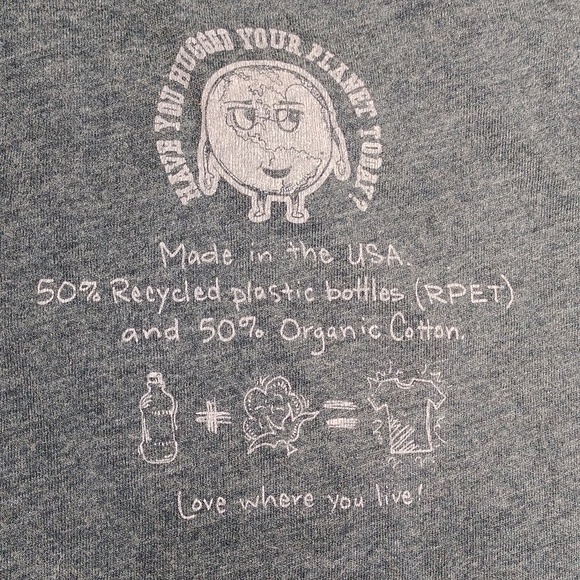 HAVE YOU HUGGED YOUR PLANET TODAY?
Made in the USA.
50% Recycled plastic bottles (RPET)
and 50% Organic Cotton.
+ =
Love where you live!